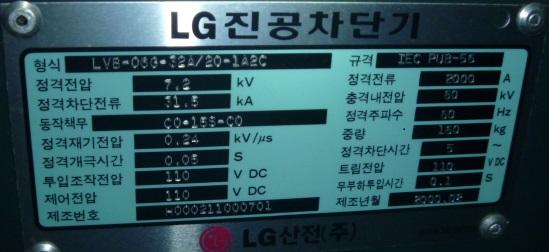 LG진공차단기
형식 LVB-06G-32A/20-1A2C 규격 IEC PUB-56
정격전압 7.2 kV 정격전류 2000 A
정격차단전류 31.5 kA 충격내전압 60 kV
동작책무 CO-15S-CO 정격주파수 60 Hz
정격재기전압 0.24 kV/μs 중량 160 kg
정격개극시간 0.05 S 정격차단시간 5 ~
투입조작전압 110 V DC 트립전압 110 V DC
제어전압 110 V DC 무부하투입시간 0.1 S
제조번호 H000211000701 제조년월 2000.02
LG산전(주)